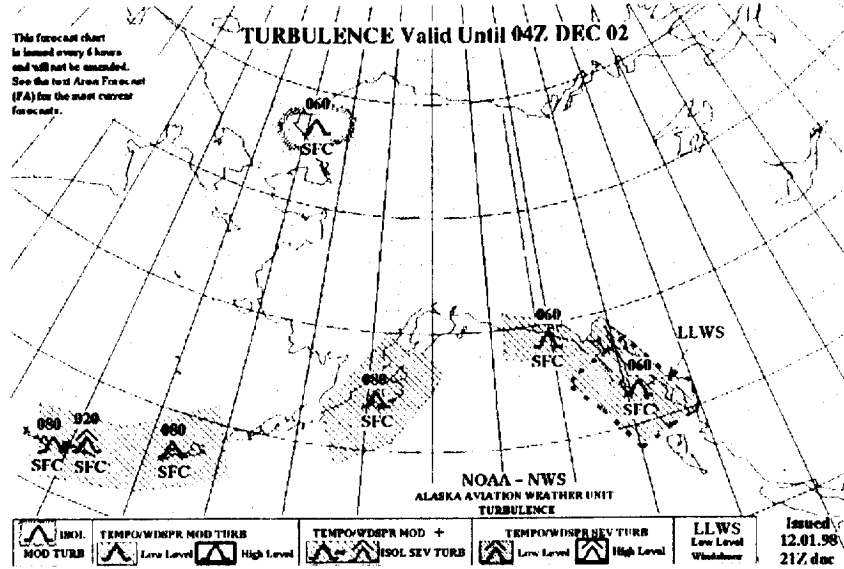 This forecast chart
is issued every 6 hours
and will not be amended.
See the text Area Forecast
(FA) for the most current
forecasts.
TURBULENCE Valid Until 04Z DEC 02
060
SFC
060
SFC
LLWS
060
SFC
080
SFC
080 020
SFC SFC
080
SFC
NOAA - NWS
ALASKA AVIATION WEATHER UNIT
TURBULENCE
ISOL
MOD TURB
TEMPO/WDSPR MOD TURB
Low Level High Level
TEMPO/WDSPR MOD +
ISOL SEV TURB
TEMPO/WDSPR SEV TURB
Low Level High Level
LLWS
Low Level
Windshear
Issued
12.01.98
21Z dnc